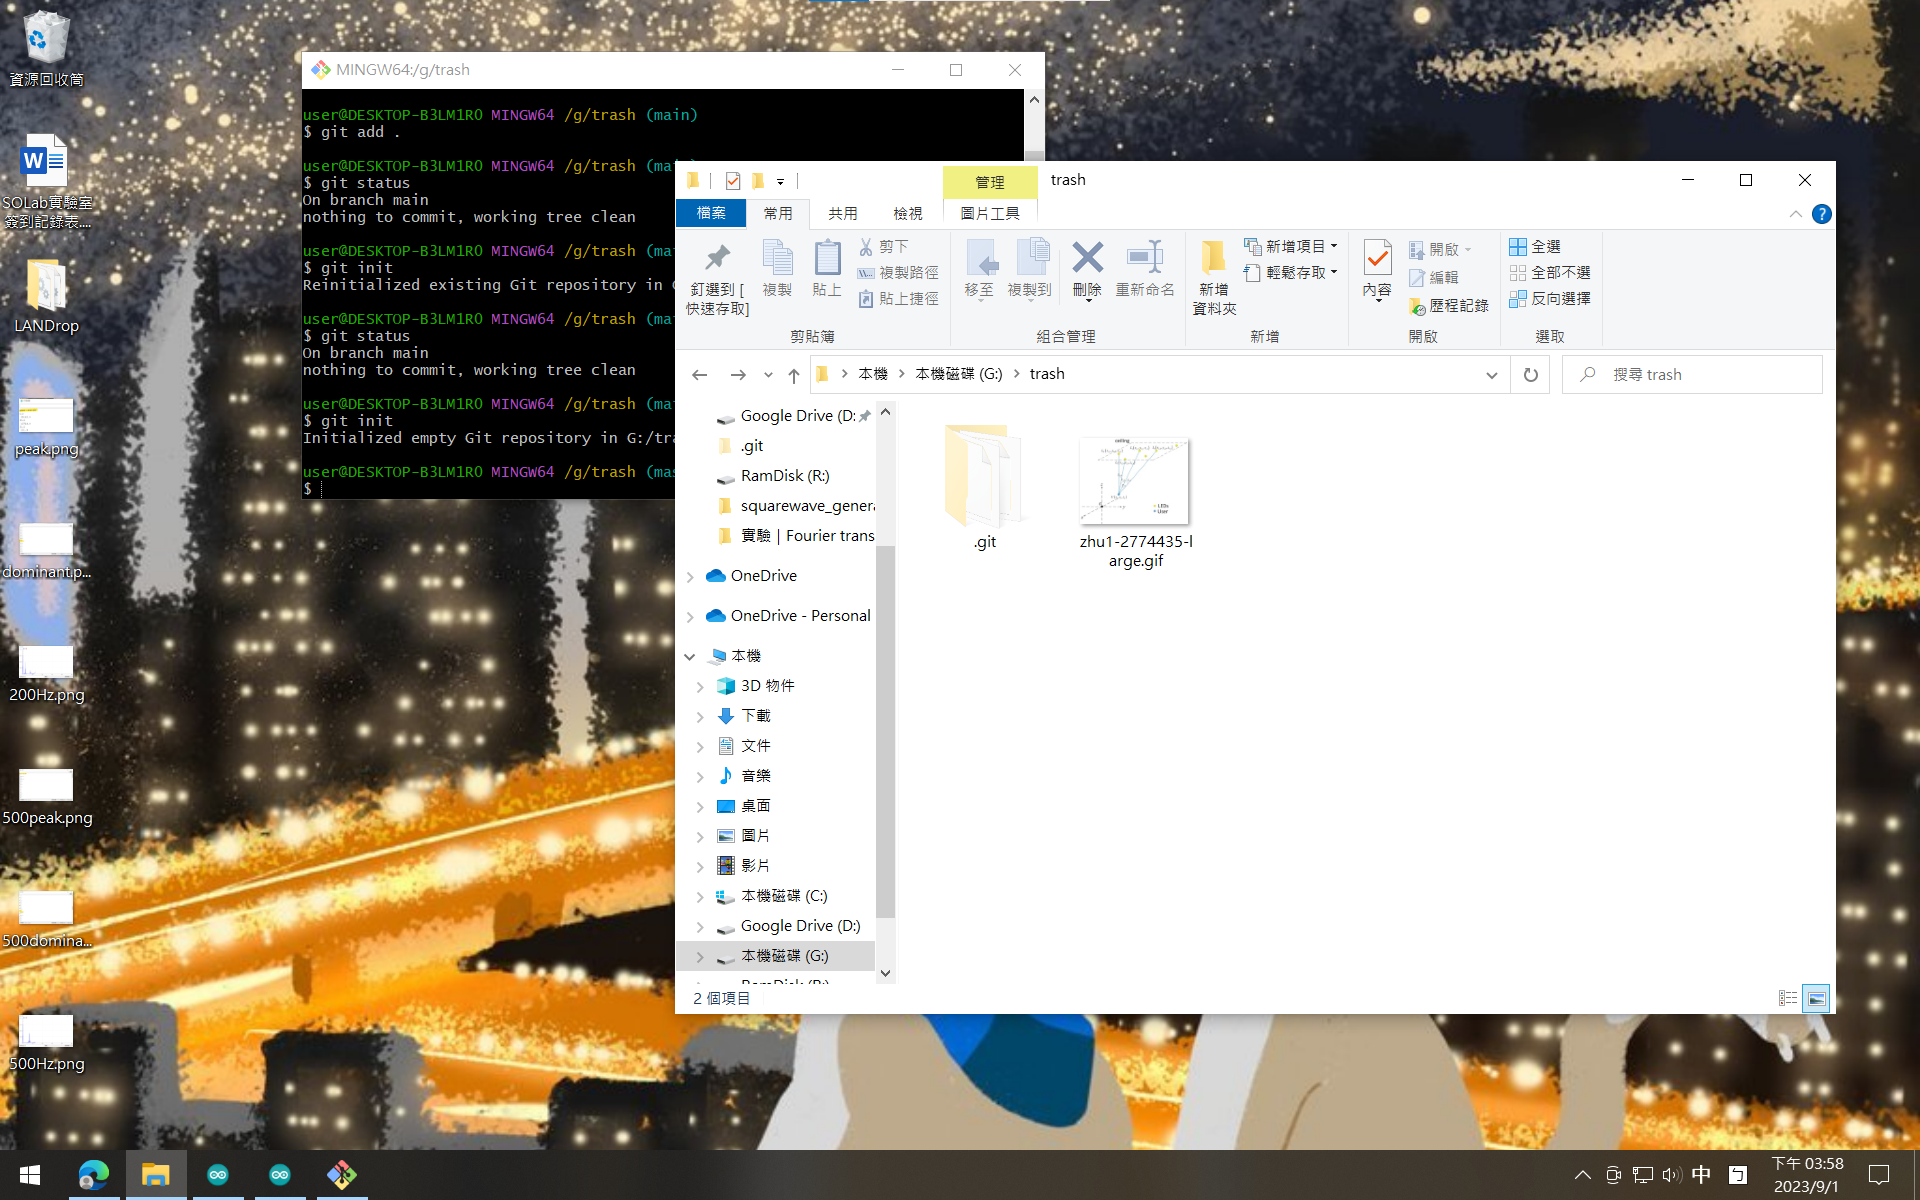 資源回收筒
SOLab實驗室
簽到記錄表....
LANDrop
peak.png
dominant.p...
200Hz.png
500peak.png
500domina...
500Hz.png
MINGW64:/g/trash
user@DESKTOP-B3LM1RO MINGW64 /g/trash (main)
$ git add .
user@DESKTOP-B3LM1RO MINGW64 /g/trash (mai
$ git status
On branch main
nothing to commit, working tree clean
user@DESKTOP-B3LM1RO MINGW64 /g/trash (mai
$ git init
Reinitialized existing Git repository in G
user@DESKTOP-B3LM1RO MINGW64 /g/trash (mai
$ git status
On branch main
nothing to commit, working tree clean
user@DESKTOP-B3LM1RO MINGW64 /g/trash (mai
$ git init
Initialized empty Git repository in G:/tra
user@DESKTOP-B3LM1RO MINGW64 /g/trash (mas
$
管理 trash
檔案 常用 共用 檢視 圖片工具
釘選到 [
快速存取]
複製
貼上
剪下
複製路徑
貼上捷徑
剪貼簿
移至
複製到
刪除
重新命名
組合管理
新增
資料夾
新增項目
輕鬆存取
新增
內容
開啟
編輯
歷程記錄
開啟
全選
全部不選
反向選擇
選取
本機 本機磁碟 (G:) trash
搜尋 trash
Google Drive (D:
.git
RamDisk (R:)
squarewave_genera
實驗 | Fourier trans
OneDrive
OneDrive - Personal
本機
3D 物件
下載
文件
音樂
桌面
圖片
影片
本機磁碟 (C:)
Google Drive (D:)
本機磁碟 (G:)
RamDisk (R:)
.git
zhu1-2774435-l
arge.gif
2 個項目
中
下午 03:58
2023/9/1